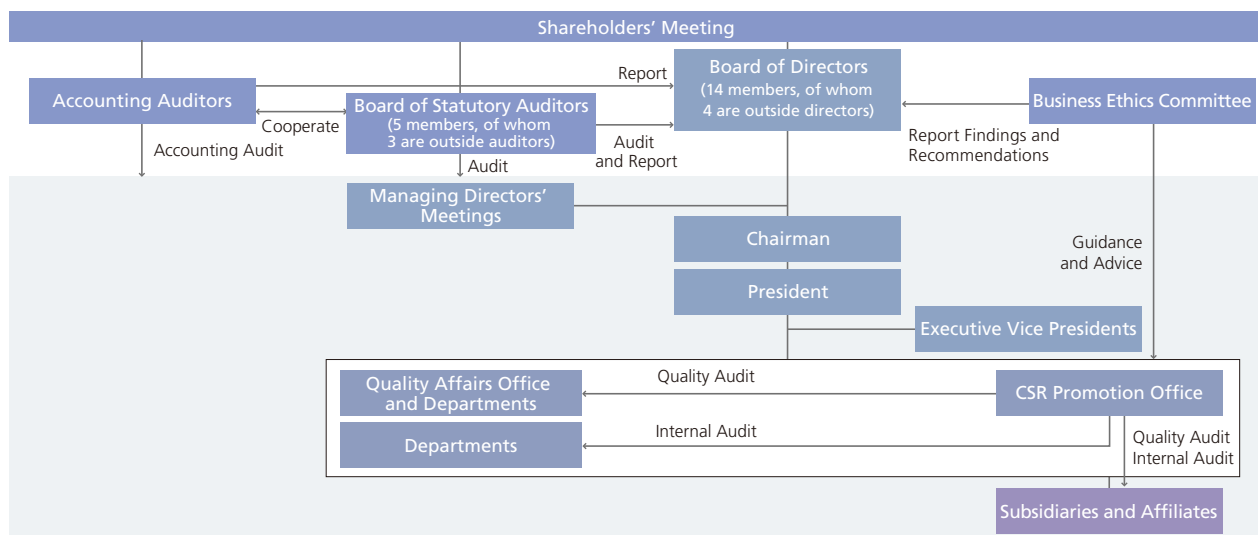 Shareholders' Meeting
Accounting Auditors
Report
Board of Directors
(14 members, of whom
4 are outside directors)
Business Ethics Committee
Cooperate
Board of Statutory Auditors
(5 members, of whom
3 are outside auditors)
Accounting Audit
Audit
and Report
Report Findings and
Recommendations
Audit
Managing Directors'
Meetings
Chairman
Guidance
and Advice
President
Executive Vice Presidents
Quality Affairs Office
and Departments
Quality Audit
CSR Promotion Office
Departments
Internal Audit
Quality Audit
Internal Audit
Subsidiaries and Affiliates